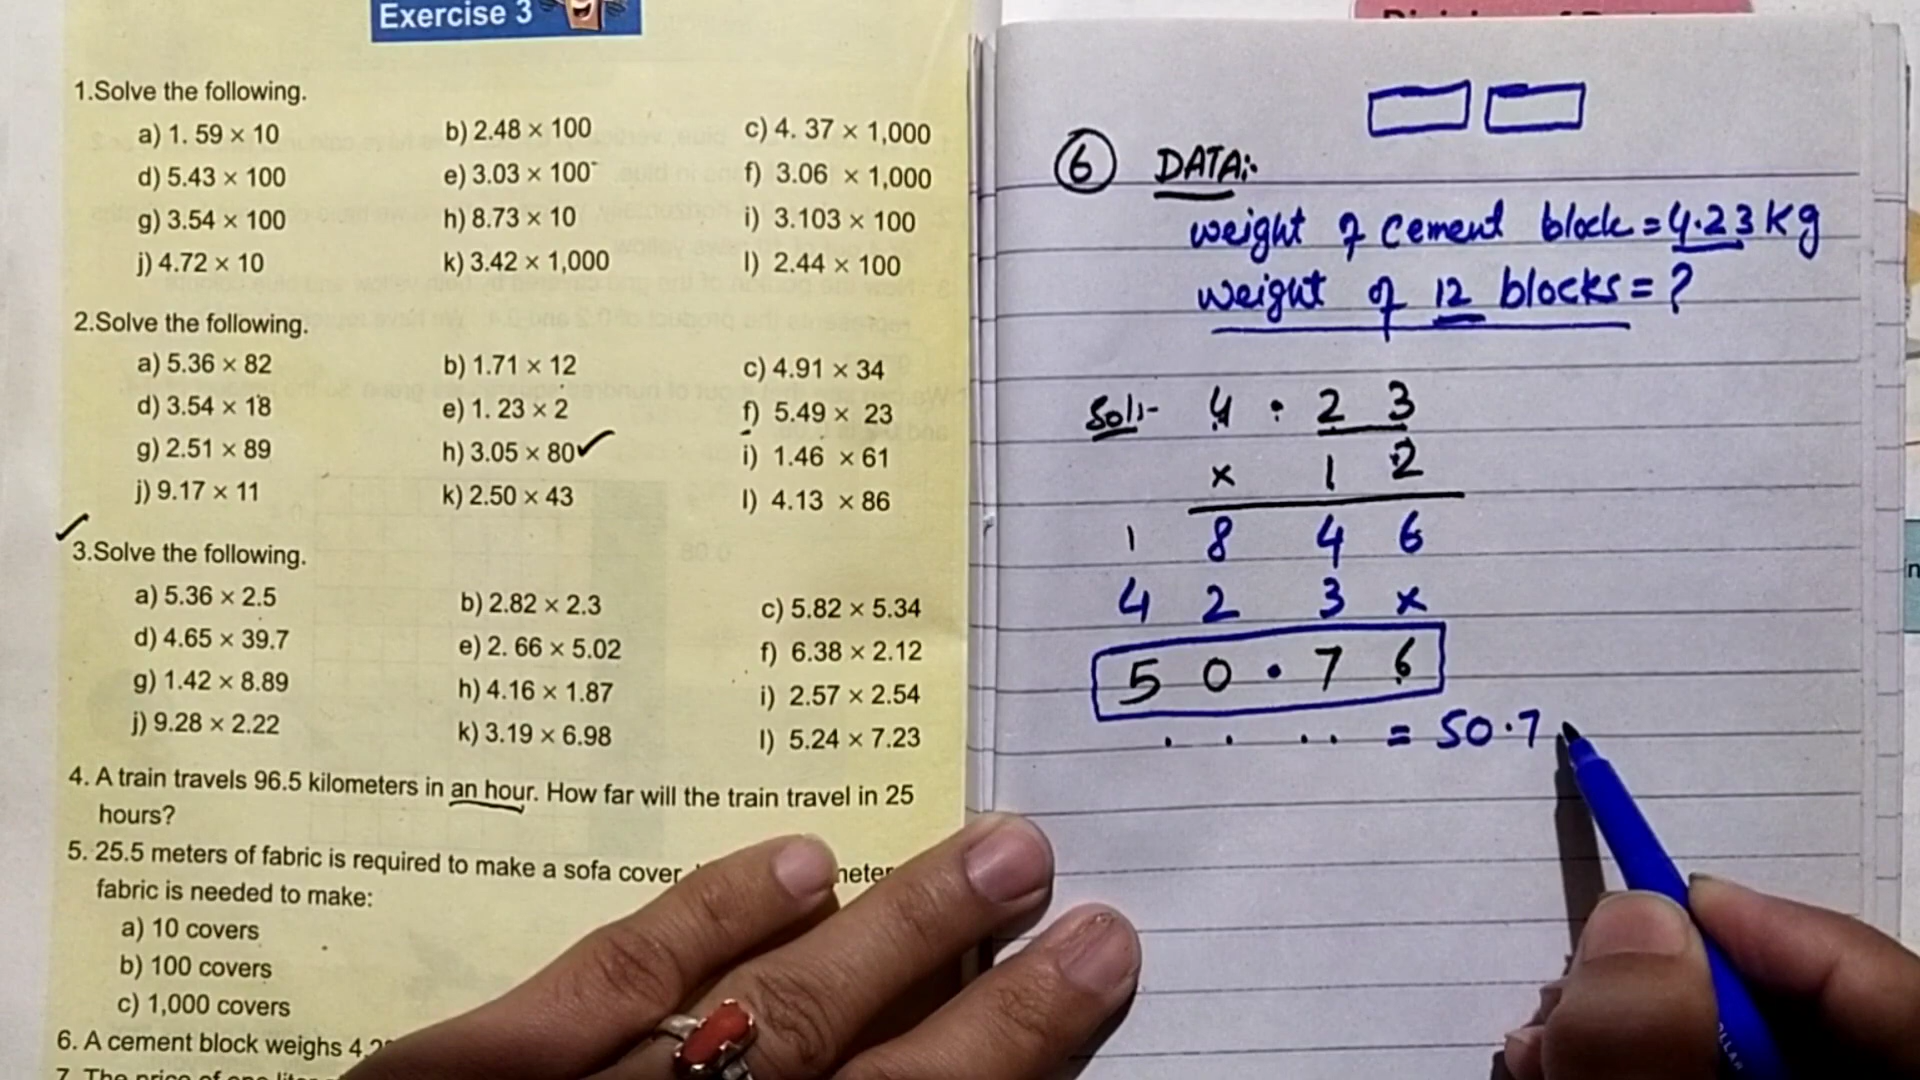 Exercise 3
1.Solve the following.
a) 1. 59 × 10 b) 2.48 × 100 c) 4. 37 × 1,000
d) 5.43 × 100 e) 3.03 × 100 f) 3.06 × 1,000
g) 3.54 × 100 h) 8.73 × 10 i) 3.103 × 100
j) 4.72 × 10 k) 3.42 × 1,000 l) 2.44 × 100
2.Solve the following.
a) 5.36 × 82 b) 1.71 × 12 c) 4.91 × 34
d) 3.54 × 18 e) 1. 23 × 2 f) 5.49 × 23
g) 2.51 × 89 h) 3.05 × 80 i) 1.46 × 61
j) 9.17 × 11 k) 2.50 × 43 l) 4.13 × 86
3.Solve the following.
a) 5.36 × 2.5 b) 2.82 × 2.3 c) 5.82 × 5.34
d) 4.65 × 39.7 e) 2. 66 × 5.02 f) 6.38 × 2.12
g) 1.42 × 8.89 h) 4.16 × 1.87 i) 2.57 × 2.54
j) 9.28 × 2.22 k) 3.19 × 6.98 l) 5.24 × 7.23
4. A train travels 96.5 kilometers in an hour. How far will the train travel in 25
hours?
5. 25.5 meters of fabric is required to make a sofa cover.
fabric is needed to make:
a) 10 covers
b) 100 covers
c) 1,000 covers
6. A cement block weighs
7. The price of one
6 DATA:-
weight of cement block = 4.23 kg
weight of 12 blocks = ?
Sol:- 4 . 2 3
× 1 2
1 8 4 6
4 2 3 ×
5 0 . 7 6
= 50.7